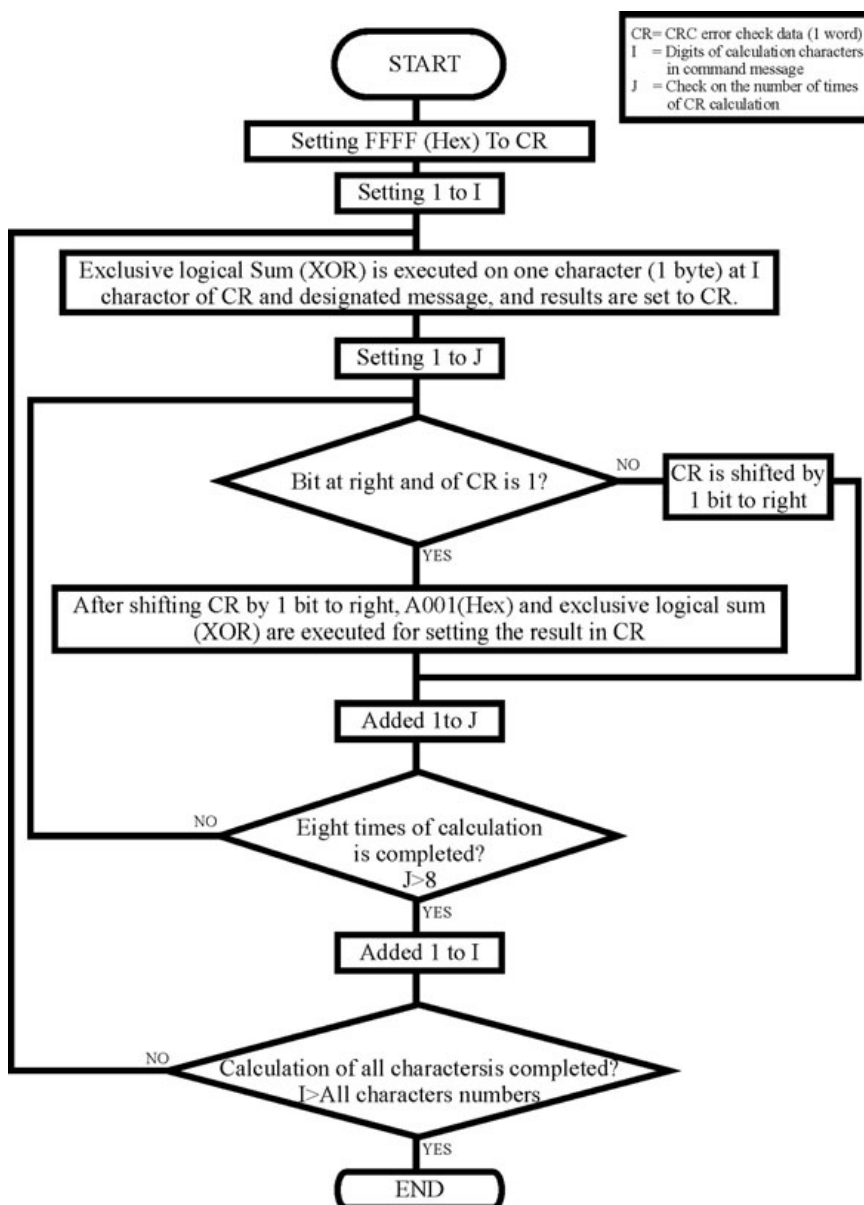 CR= CRC error check data (1 word)
I = Digits of calculation characters
in command message
J = Check on the number of times
of CR calculation
START
Setting FFFF (Hex) To CR
Setting 1 to I
Exclusive logical Sum (XOR) is executed on one character (1 byte) at I
charactor of CR and designated message, and results are set to CR.
Setting 1 to J
Bit at right and of CR is 1?
NO
CR is shifted by
1 bit to right
YES
After shifting CR by 1 bit to right, A001(Hex) and exclusive logical sum
(XOR) are executed for setting the result in CR
Added 1to J
NO
Eight times of calculation
is completed?
J>8
YES
Added 1 to I
NO
Calculation of all charactersis completed?
I>All characters numbers
YES
END